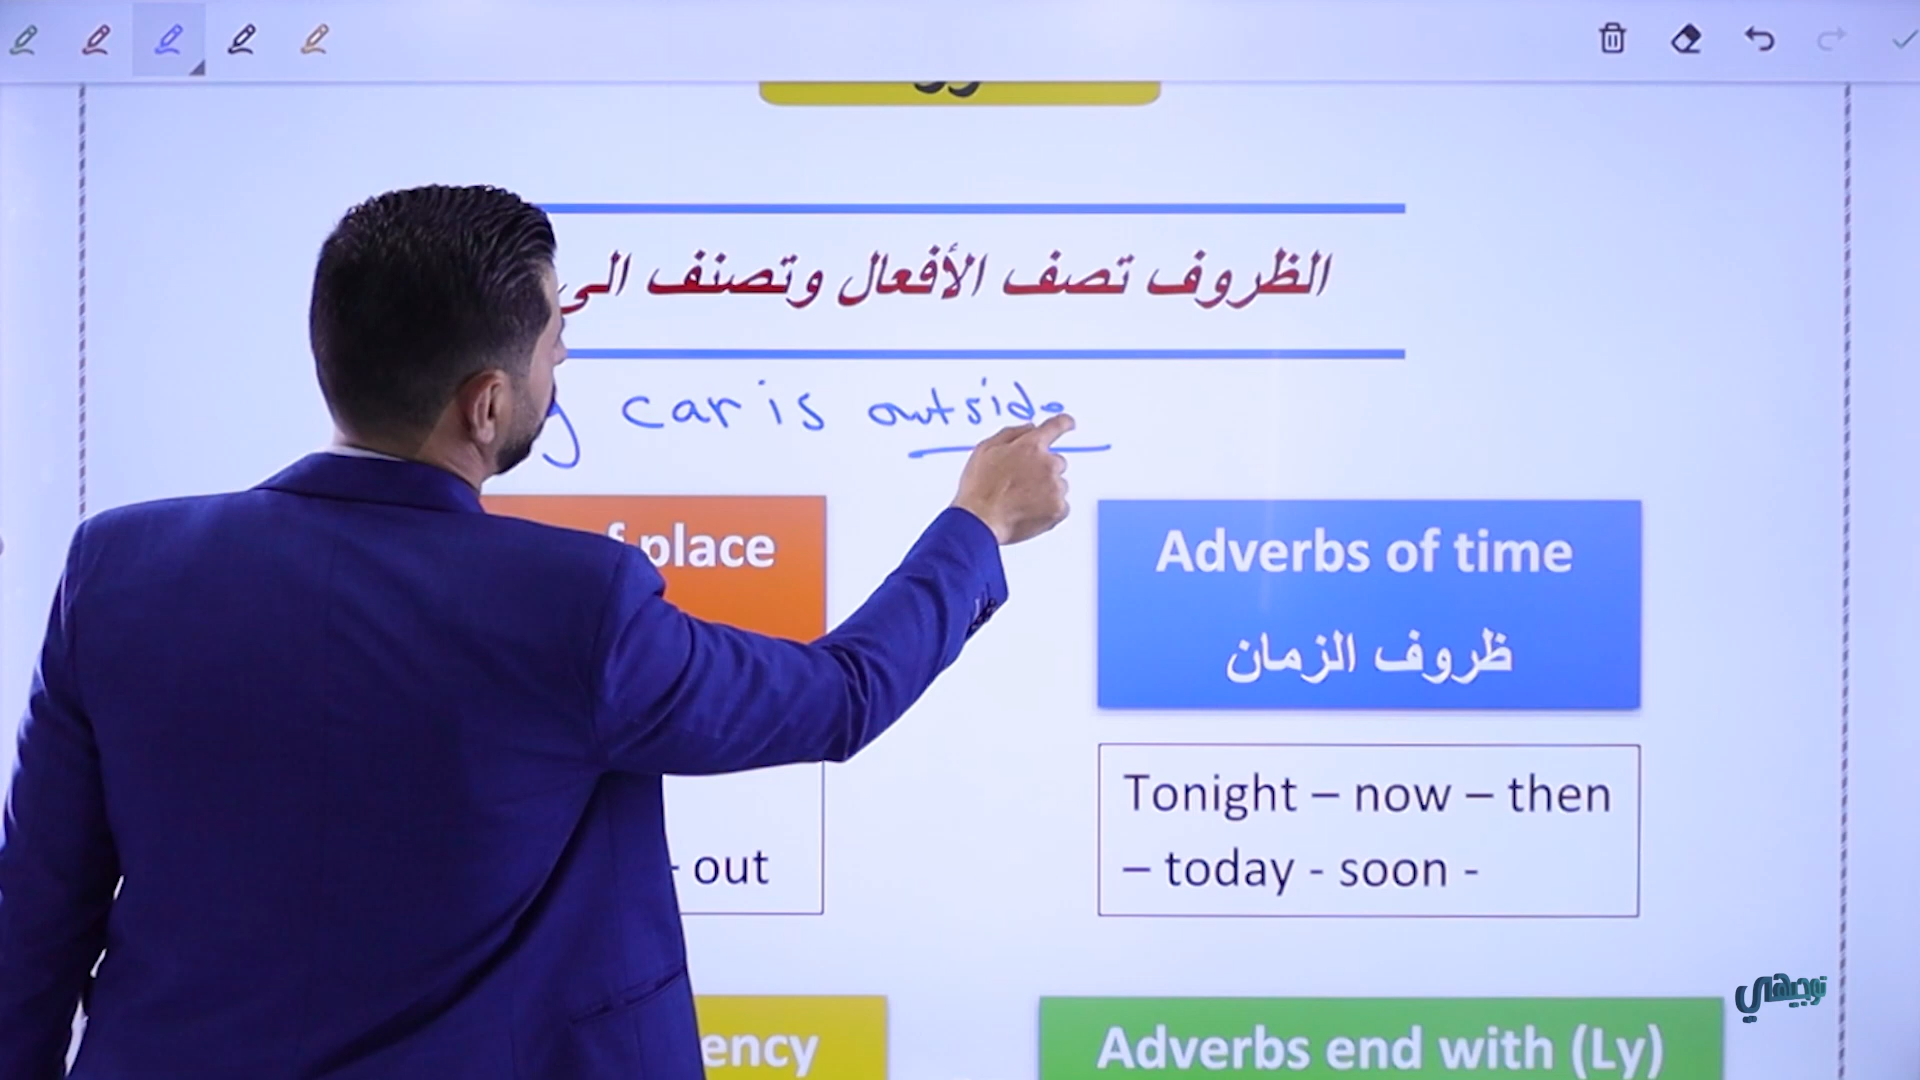 الظروف تصف الأفعال وتصنف الى
car is outside
place
Adverbs of time
ظروف الزمان
Tonight – now – then
– today - soon -
- out
Adverbs end with (Ly)
توجيهي